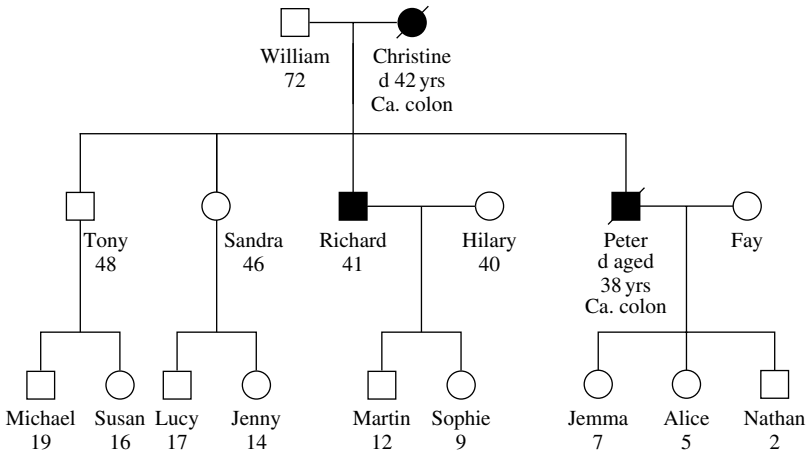 William
72
Christine
d 42 yrs
Ca. colon
Tony
48
Sandra
46
Richard
41
Hilary
40
Peter
d aged
38 yrs
Ca. colon
Fay
Michael
19
Susan
16
Lucy
17
Jenny
14
Martin
12
Sophie
9
Jemma
7
Alice
5
Nathan
2